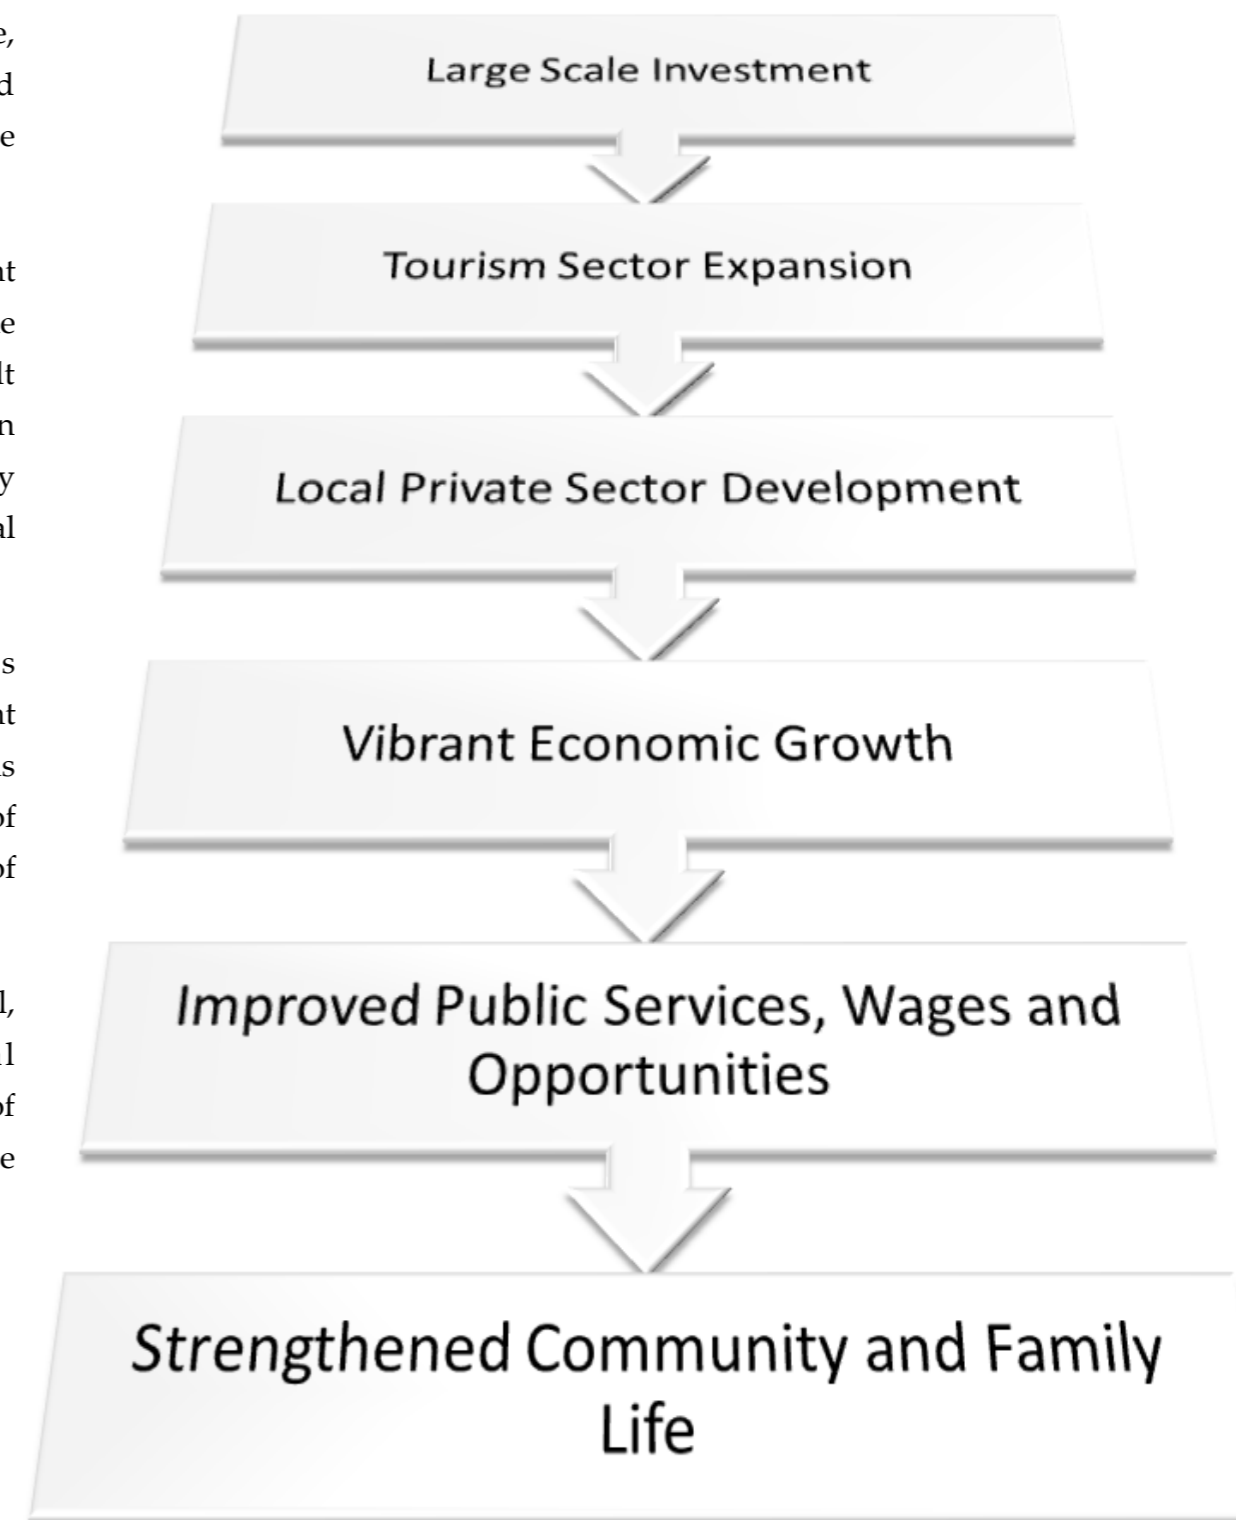 Large Scale Investment
Tourism Sector Expansion
Local Private Sector Development
Vibrant Economic Growth
Improved Public Services, Wages and
Opportunities
Strengthened Community and Family
Life